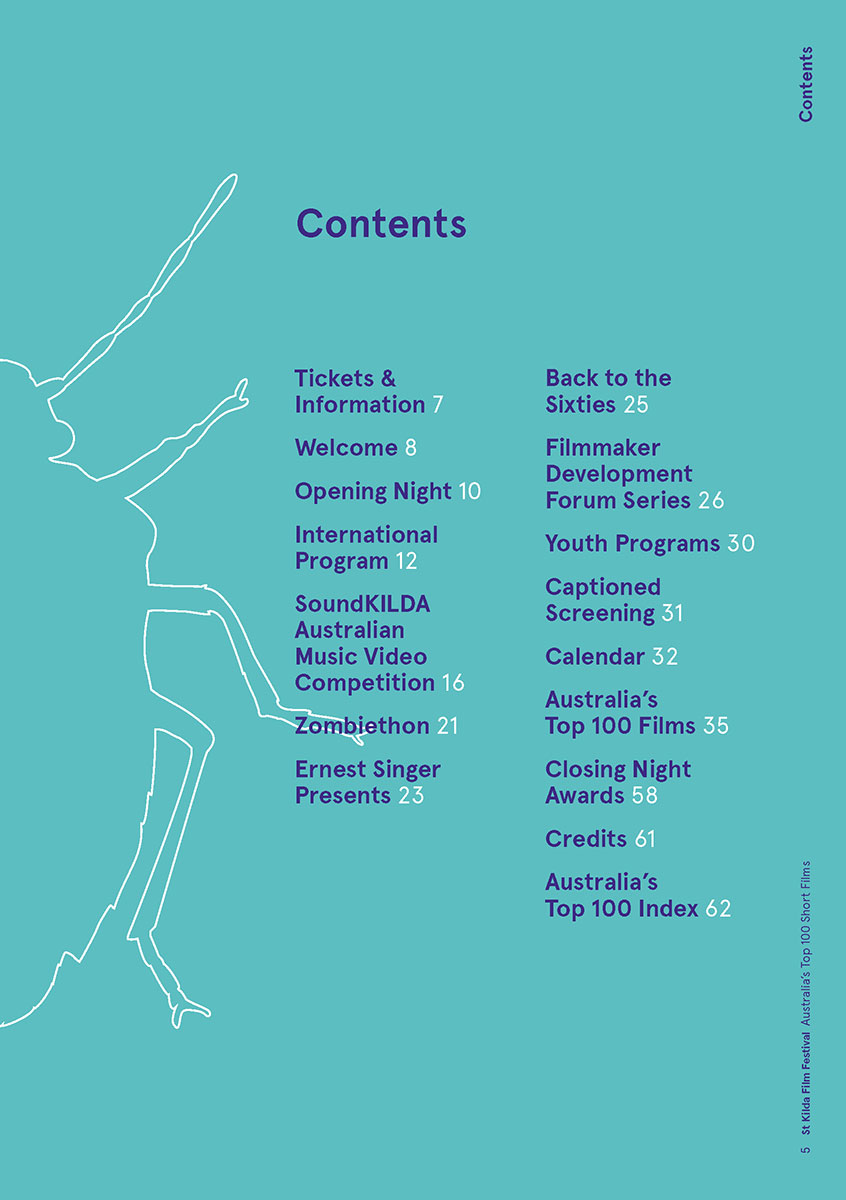 Contents
Contents
Tickets &
Information 7
Welcome 8
Opening Night 10
International
Program 12
SoundKILDA
Australian
Music Video
Competition 16
Zombiethon 21
Ernest Singer
Presents 23
Back to the
Sixties 25
Filmmaker
Development
Forum Series 26
Youth Programs 30
Captioned
Screening 31
Calendar 32
Australia’s
Top 100 Films 35
Closing Night
Awards 58
Credits 61
Australia’s
Top 100 Index 62
5 St Kilda Film Festival Australia’s Top 100 Short Films